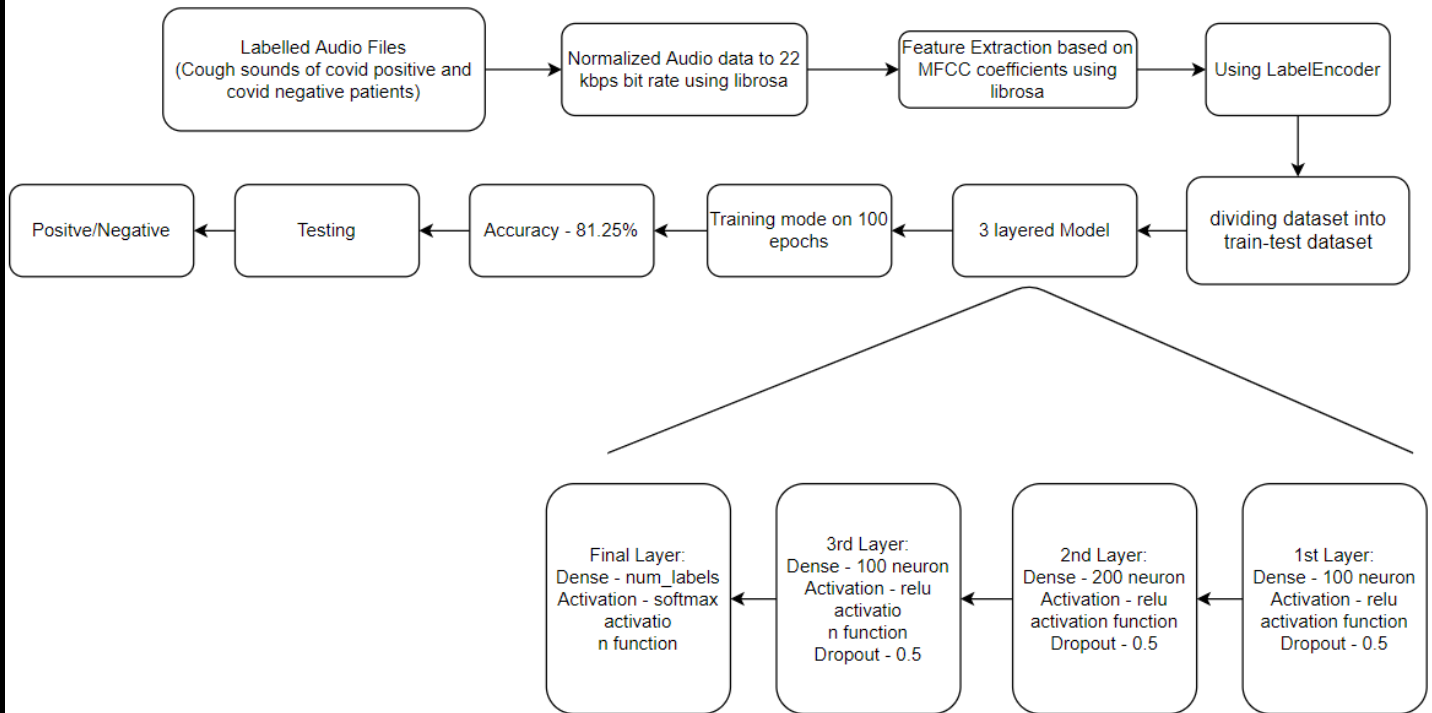 Labelled Audio Files
(Cough sounds of covid positive and
covid negative patients)
Normalized Audio data to 22
kbps bit rate using librosa
Feature Extraction based on
MFCC coefficients using
librosa
Using LabelEncoder
dividing dataset into
train-test dataset
3 layered Model
Training mode on 100
epochs
Accuracy - 81.25%
Testing
Positve/Negative
1st Layer:
Dense - 100 neuron
Activation - relu
activation function
Dropout - 0.5
2nd Layer:
Dense - 200 neuron
Activation - relu
activation function
Dropout - 0.5
3rd Layer:
Dense - 100 neuron
Activation - relu
activatio
n function
Dropout - 0.5
Final Layer:
Dense - num_labels
Activation - softmax
activatio
n function